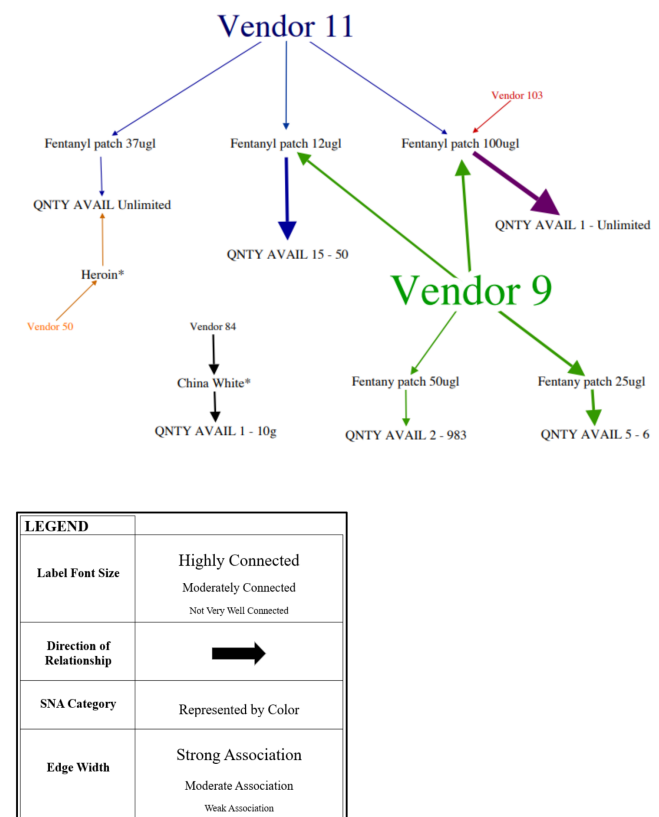 Vendor 11
Vendor 103
Fentanyl patch 37ugl
Fentanyl patch 12ugl
Fentanyl patch 100ugl
QNTY AVAIL Unlimited
QNTY AVAIL 1 - Unlimited
QNTY AVAIL 15 - 50
Heroin*
Vendor 9
Vendor 50
Vendor 84
China White*
Fentany patch 50ugl
Fentany patch 25ugl
QNTY AVAIL 1 - 10g
QNTY AVAIL 2 - 983
QNTY AVAIL 5 - 6
LEGEND
Label Font Size
Highly Connected
Moderately Connected
Not Very Well Connected
Direction of
Relationship
SNA Category
Represented by Color
Edge Width
Strong Association
Moderate Association
Weak Association